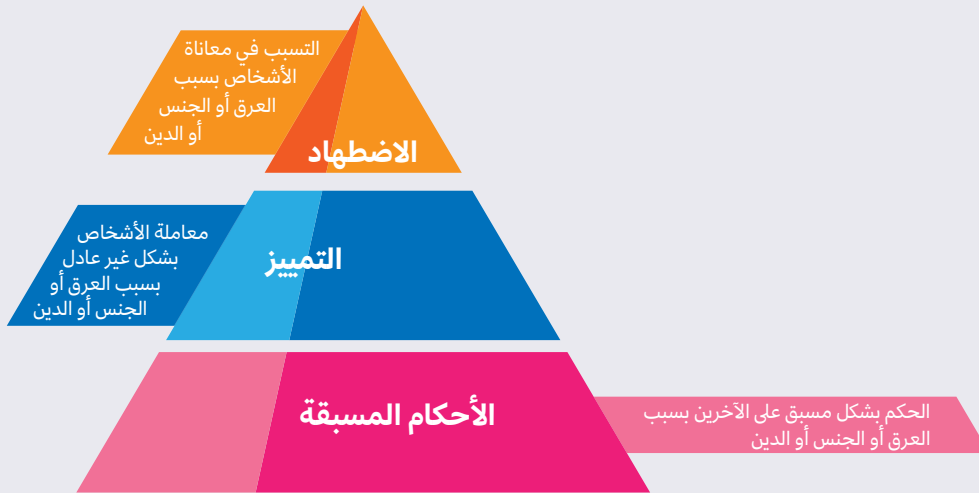 التسبب في معاناة
الأشخاص بسبب
العرق أو الجنس
أو الدين
الاضطهاد
معاملة الأشخاص
بشكل غير عادل
بسبب العرق أو
الجنس أو الدين
التمييز
الأحكام المسبقة
الحكم بشكل مسبق على الآخرين بسبب
العرق أو الجنس أو الدين